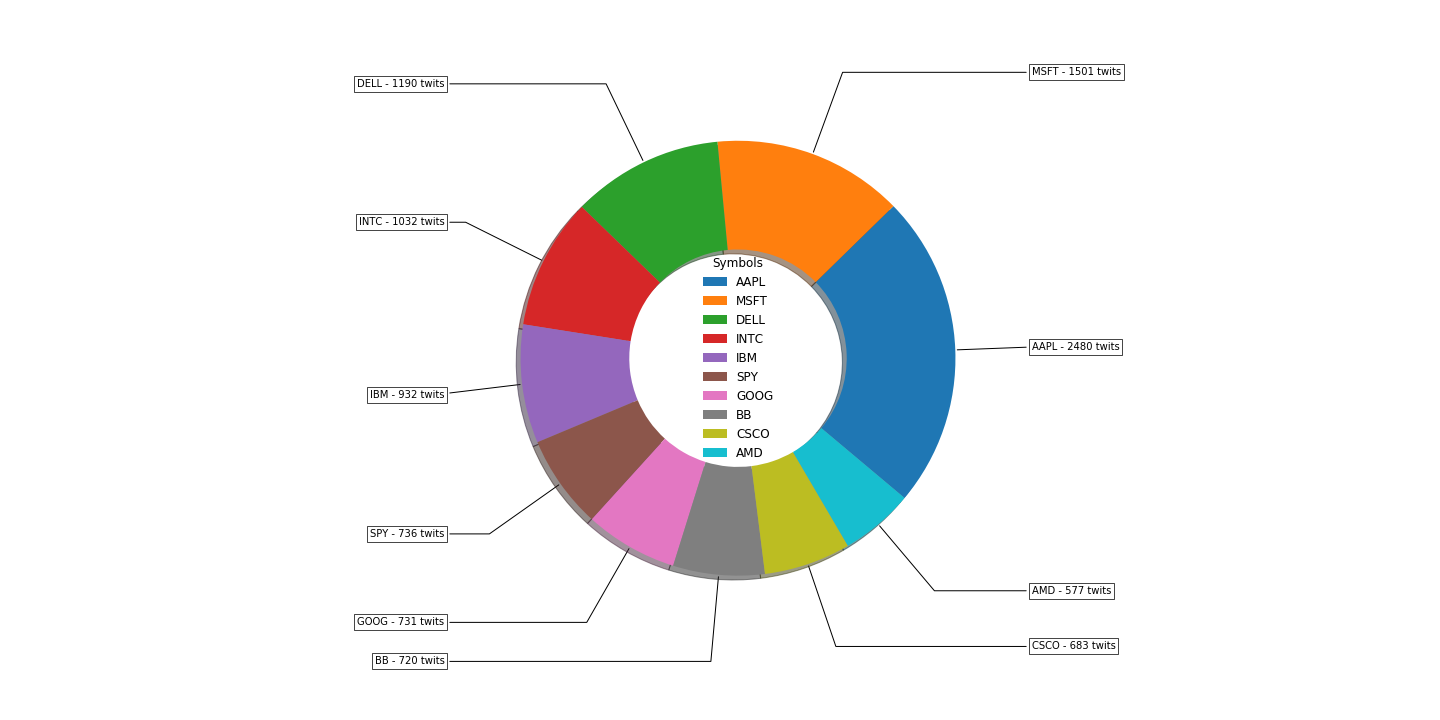 MSFT - 1501 twits
DELL - 1190 twits
INTC - 1032 twits
Symbols
AAPL
MSFT
DELL
INTC
IBM
SPY
GOOG
BB
CSCO
AMD
AAPL - 2480 twits
IBM - 932 twits
SPY - 736 twits
AMD - 577 twits
GOOG - 731 twits
CSCO - 683 twits
BB - 720 twits